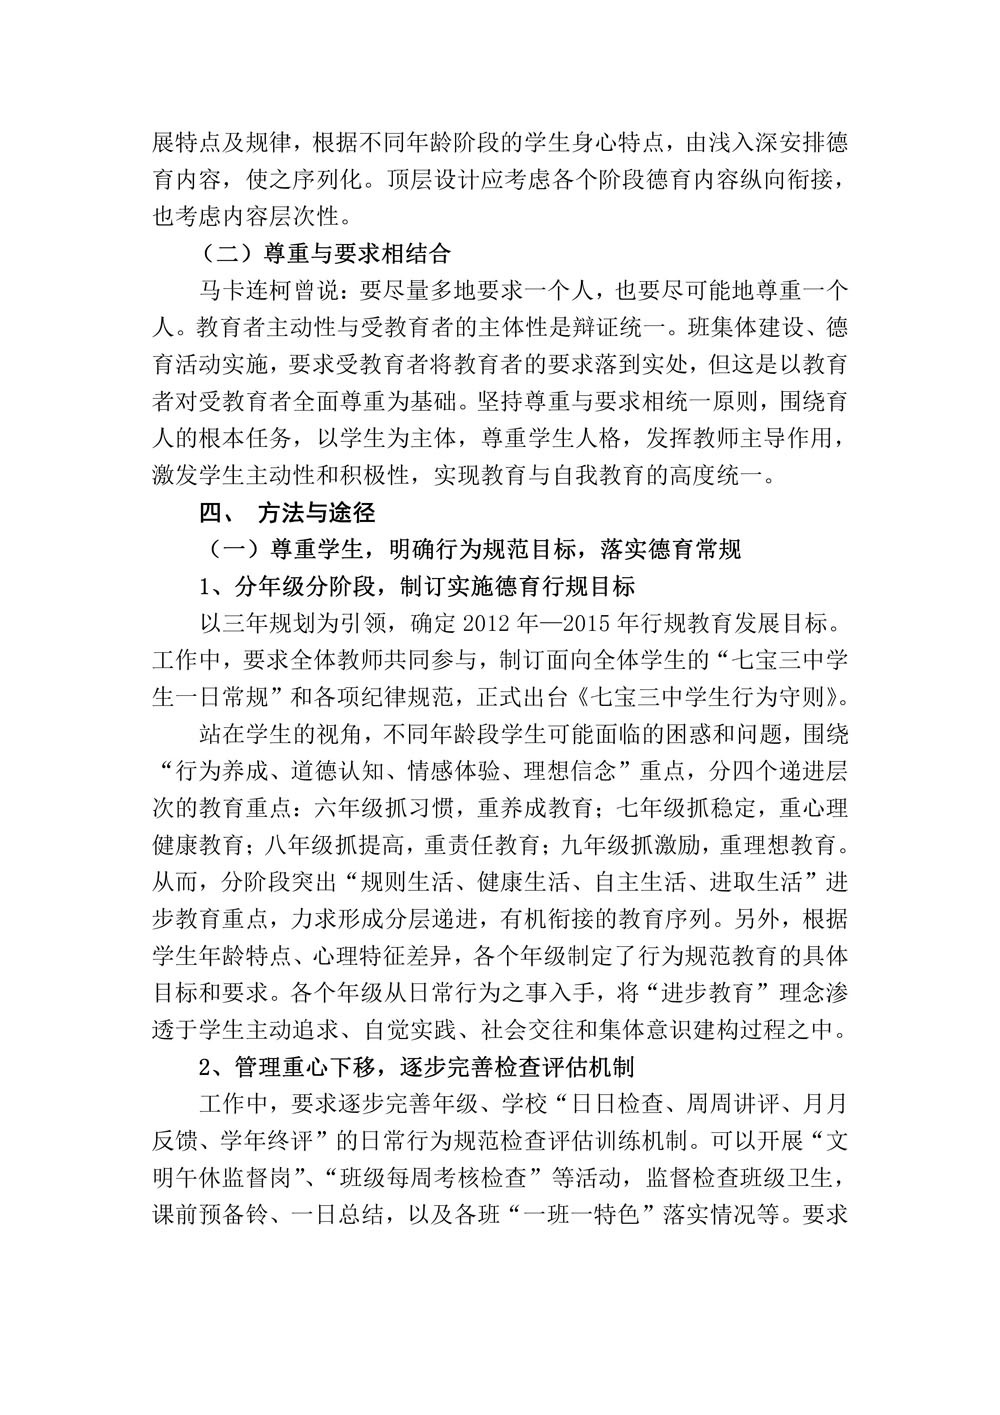 展特点及规律，根据不同年龄阶段的学生身心特点，由浅入深安排德
育内容，使之序列化。顶层设计应考虑各个阶段德育内容纵向衔接，
也考虑内容层次性。
（二）尊重与要求相结合
马卡连柯曾说：要尽量多地要求一个人，也要尽可能地尊重一个
人。教育者主动性与受教育者的主体性是辩证统一。班集体建设、德
育活动实施，要求受教育者将教育者的要求落到实处，但这是以教育
者对受教育者全面尊重为基础。坚持尊重与要求相统一原则，围绕育
人的根本任务，以学生为主体，尊重学生人格，发挥教师主导作用，
激发学生主动性和积极性，实现教育与自我教育的高度统一。
四、 方法与途径
（一）尊重学生，明确行为规范目标，落实德育常规
1、分年级分阶段，制订实施德育行规目标
以三年规划为引领，确定 2012 年—2015 年行规教育发展目标。
工作中，要求全体教师共同参与，制订面向全体学生的“七宝三中学
生一日常规”和各项纪律规范，正式出台《七宝三中学生行为守则》。
站在学生的视角，不同年龄段学生可能面临的困惑和问题，围绕
“行为养成、道德认知、情感体验、理想信念”重点，分四个递进层
次的教育重点：六年级抓习惯，重养成教育；七年级抓稳定，重心理
健康教育；八年级抓提高，重责任教育；九年级抓激励，重理想教育。
从而，分阶段突出“规则生活、健康生活、自主生活、进取生活”进
步教育重点，力求形成分层递进，有机衔接的教育序列。另外，根据
学生年龄特点、心理特征差异，各个年级制定了行为规范教育的具体
目标和要求。各个年级从日常行为之事入手，将“进步教育”理念渗
透于学生主动追求、自觉实践、社会交往和集体意识建构过程之中。
2、管理重心下移，逐步完善检查评估机制
工作中，要求逐步完善年级、学校“日日检查、周周讲评、月月
反馈、学年终评”的日常行为规范检查评估训练机制。可以开展“文
明午休监督岗”、“班级每周考核检查”等活动，监督检查班级卫生，
课前预备铃、一日总结，以及各班“一班一特色”落实情况等。要求